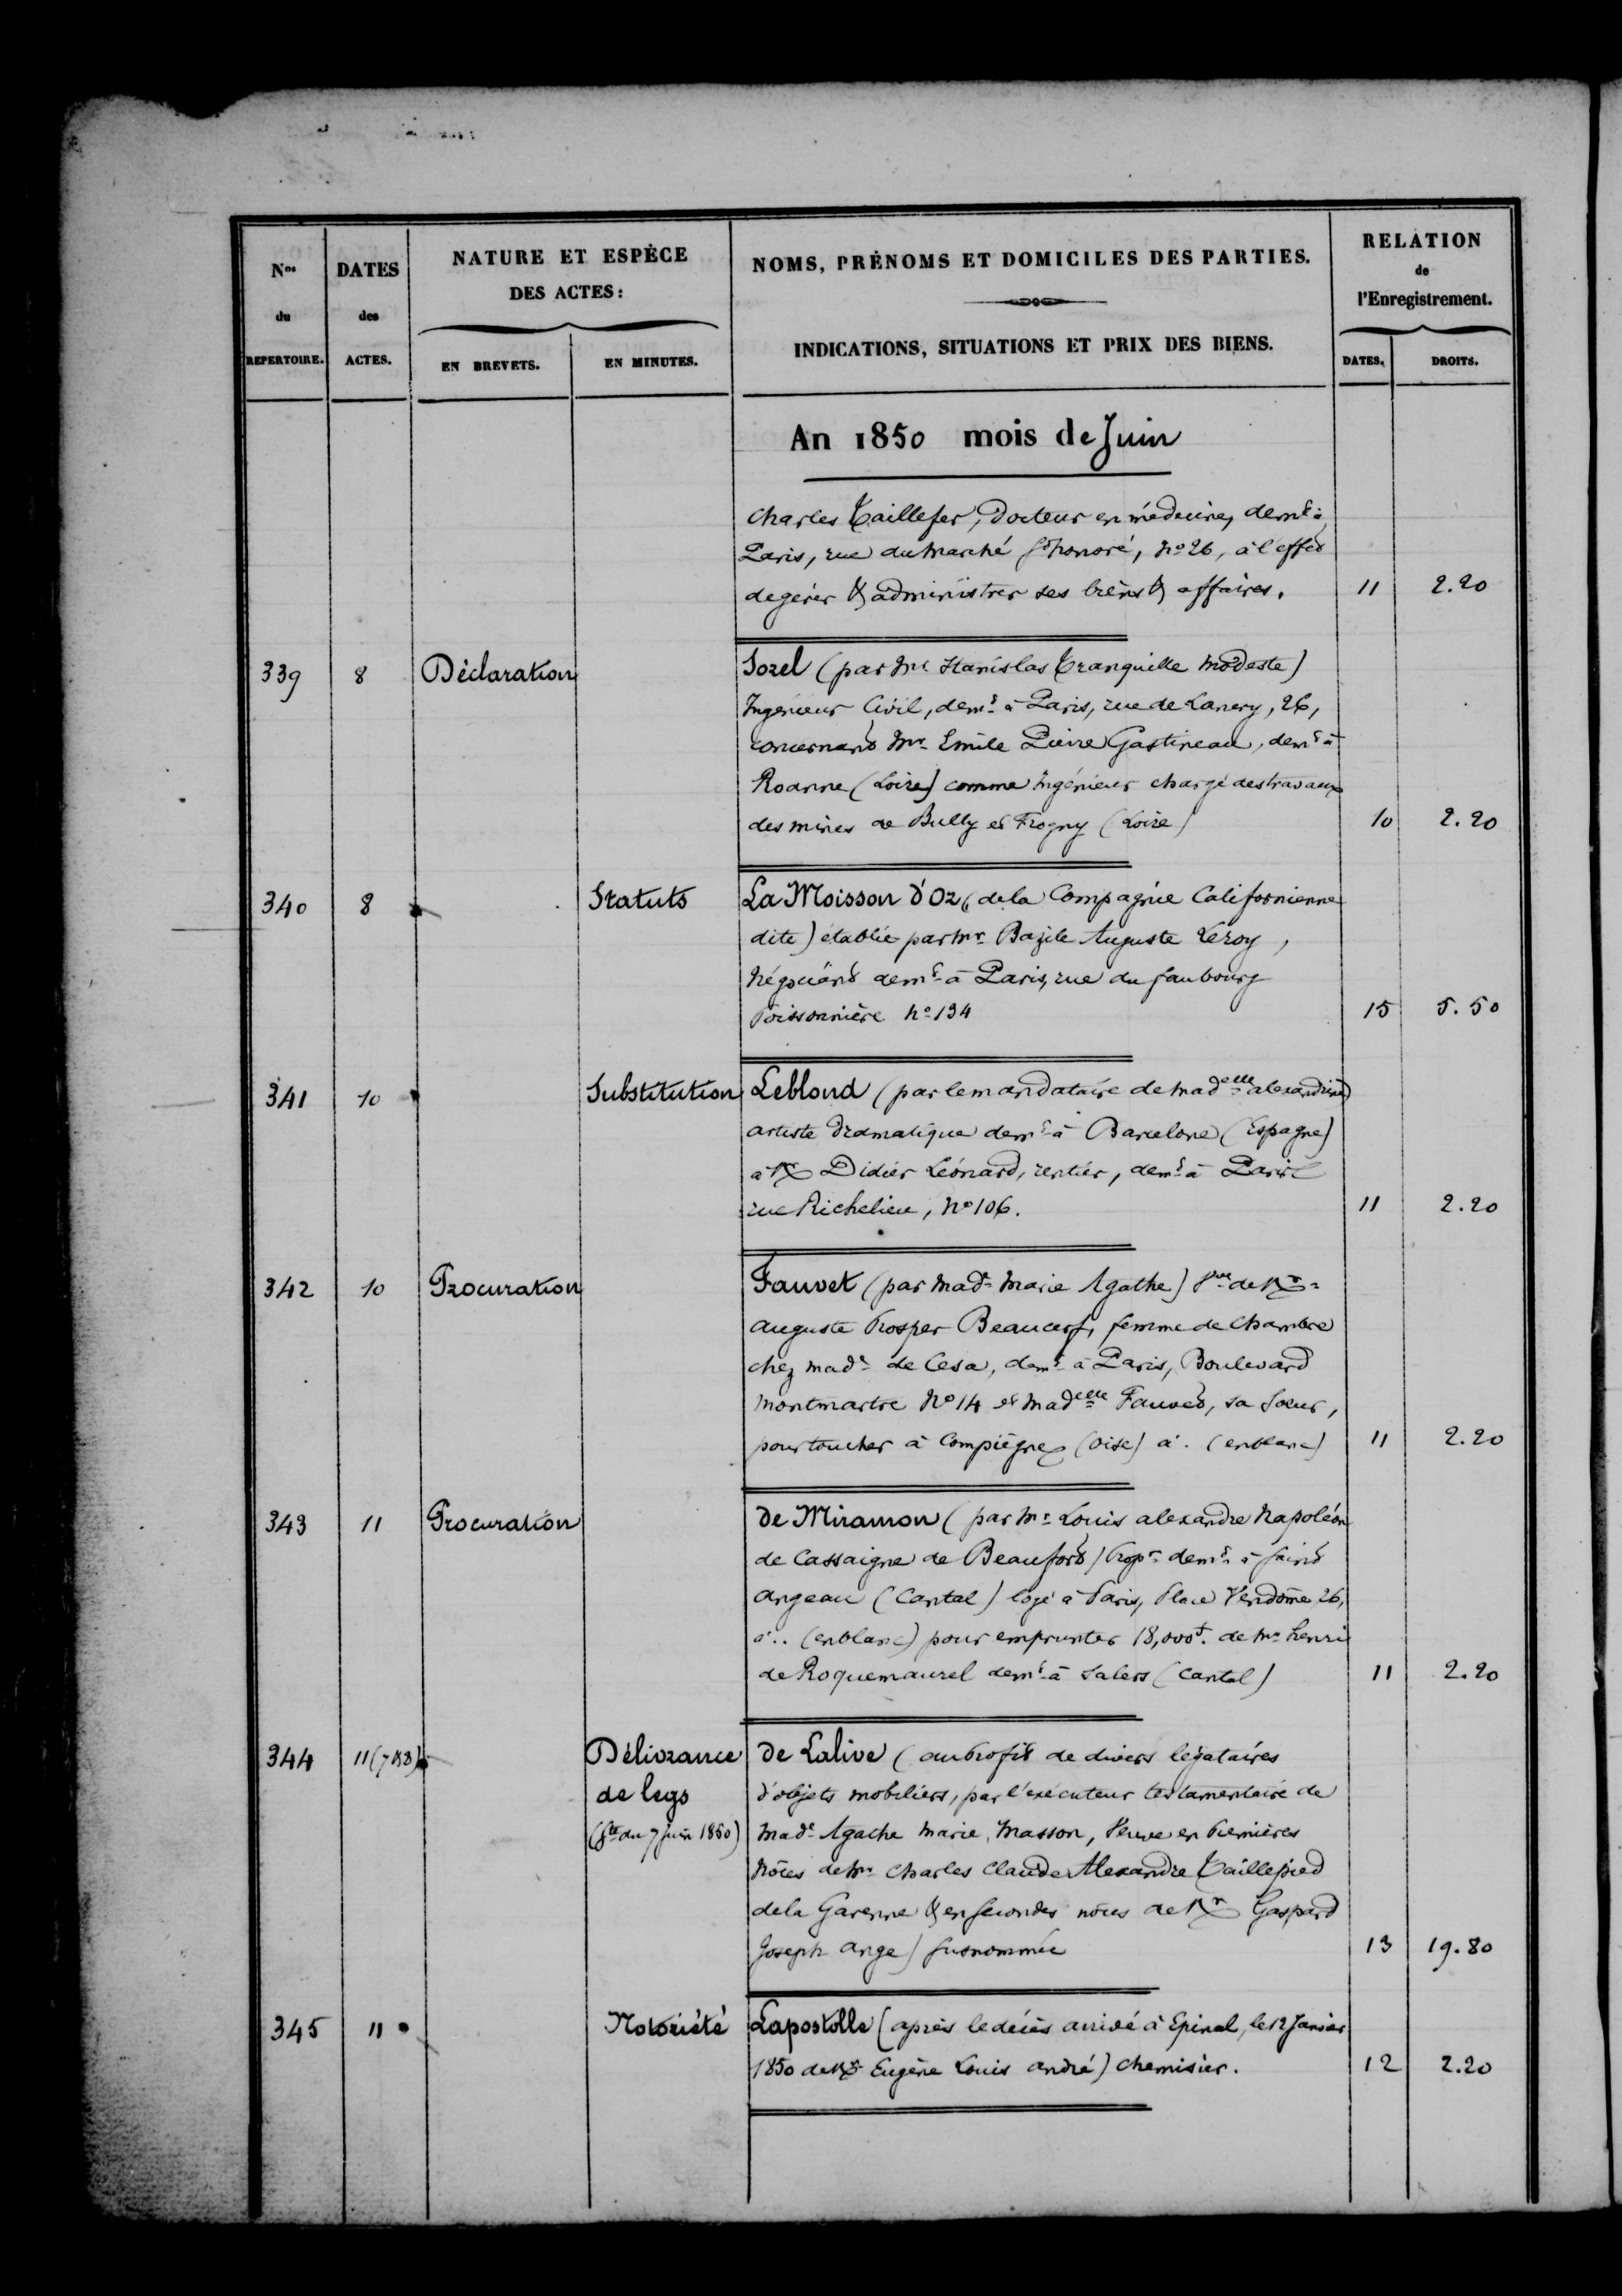 Nos
du
REPERTOIRE.
DATES
des
ACTES.
NATURE ET ESPÈCE
DES ACTES:
EN BREVETS.
EN MINUTES.
NOMS, PRÉNOMS ET DOMICILES DES PARTIES.
INDICATIONS, SITUATIONS ET PRIX DES BIENS.
RELATION
de
l'Enregistrement.
DATES.
DROITS.
An 1850 mois de Juin
Charles Taillefer, Docteur en médecine, demt à
Paris, rue du Marché St honoré, No 26, à l'effet
de gérer & administrer ses biens & affaires. 11 2.20
339 8 Déclaration Sorel (par Mr Stanislas Tranquille Modeste)
Ingénieur Civil, demt à Paris, rue de Lancry, 26,
concernant Mr Emile Pierre Gastineau, demt à
Roanne (Loire) comme Ingénieur chargé des travaux
des mines de Bully et Fragny (Loire) 10 2.20
340 8 Statuts La Moisson d'Or (de la Compagnie Californienne
dite) établie par Mr Bazile Auguste Leroy,
Négociant demt à Paris, rue du faubourg
Poissonnière No 134 15 5.50
341 10 Substitution Leblond (par le mandataire de Madelle alexandrine)
artiste dramatique demt à Barcelone (Espagne)
à Mr Didier Léonard, rentier, demt à Paris
rue Richelieu, No 106. 11 2.20
342 10 Procuration Fauvet (par Made Marie Agathe) Vve de Mr
auguste Prosper Beaucerf, femme de Chambre
chez Made de Cesa, demt à Paris, Boulevard
Montmartre No 14 et Madelle Fauvet, sa Soeur,
pour toucher à Compiègne (Oise) à. (en blanc) 11 2.20
343 11 Procuration de Miramon (par Mr Louis alexandre Napoléon
de Cassaigne de Beaufort) Propre demt à Saint
Angeau (Cantal) logé à Paris, Place Vendôme 26,
à.. (en blanc) pour emprunter 18,000f. de Mr henri
de Roquemaurel demt à Salers (Cantal) 11 2.20
344 11 (7 &8) Délivrance de Lalive (au Profit de divers légataires
de legs d'objets mobiliers, par l'exécuteur testamentaire de
(Ste du 7 Juin 1850) Made Agathe Marie Masson, Veuve en Premières
Nôces de Mr Charles Claude Alexandre Taillepied
de la Garenne & en Secondes nôces de Mr Gaspard
Joseph Ange) Susnommée 13 19.80
345 11 Notoriété Lapostolle (après le décès arrivé à Epinal, le 12 Janvier
1850 de Mr Eugène Louis André) Chemisier. 12 2.20